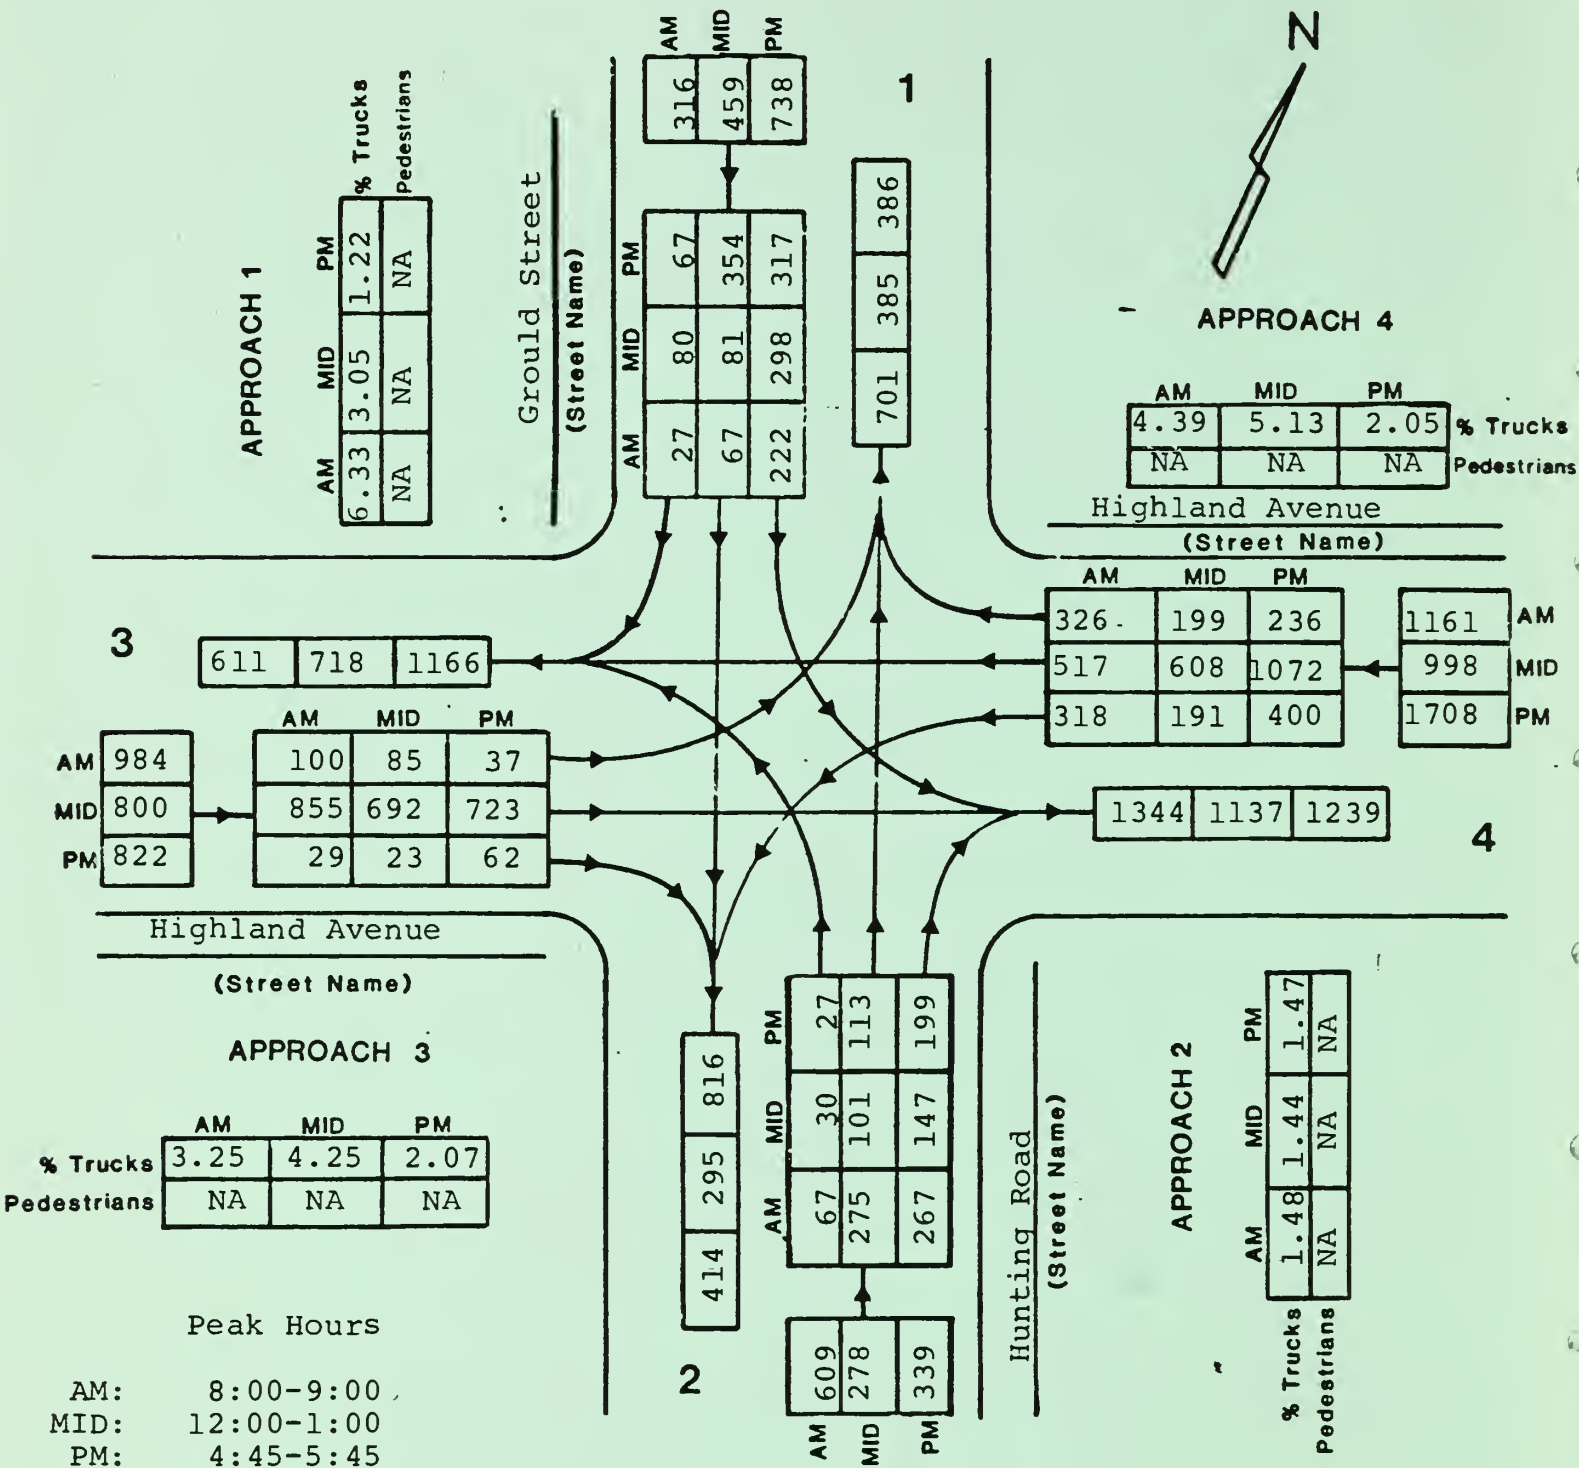 AM MID PM
316 459 738
1
N
APPROACH 1
AM MID PM
6.33 3.05 1.22 % Trucks
NA NA NA Pedestrians
Grould Street
(Street Name)
PM 67 354 317
MID 80 81 298
AM 27 67 222
701 385 386
APPROACH 4
AM MID PM
4.39 5.13 2.05 % Trucks
NA NA NA Pedestrians
Highland Avenue
(Street Name)
AM MID PM
326 199 236
517 608 1072
318 191 400
1161 AM
998 MID
1708 PM
3
611 718 1166
AM MID PM
AM 984
MID 800
PM 822
100 85 37
855 692 723
29 23 62
1344 1137 1239
4
Highland Avenue
(Street Name)
APPROACH 3
AM MID PM
% Trucks 3.25 4.25 2.07
Pedestrians NA NA NA
414 295 816
2
PM 27 113 199
MID 30 101 147
AM 67 275 267
609 278 339
AM MID PM
Hunting Road
(Street Name)
APPROACH 2
AM MID PM
% Trucks 1.48 1.44 1.47
Pedestrians NA NA NA
Peak Hours
AM: 8:00-9:00
MID: 12:00-1:00
PM: 4:45-5:45